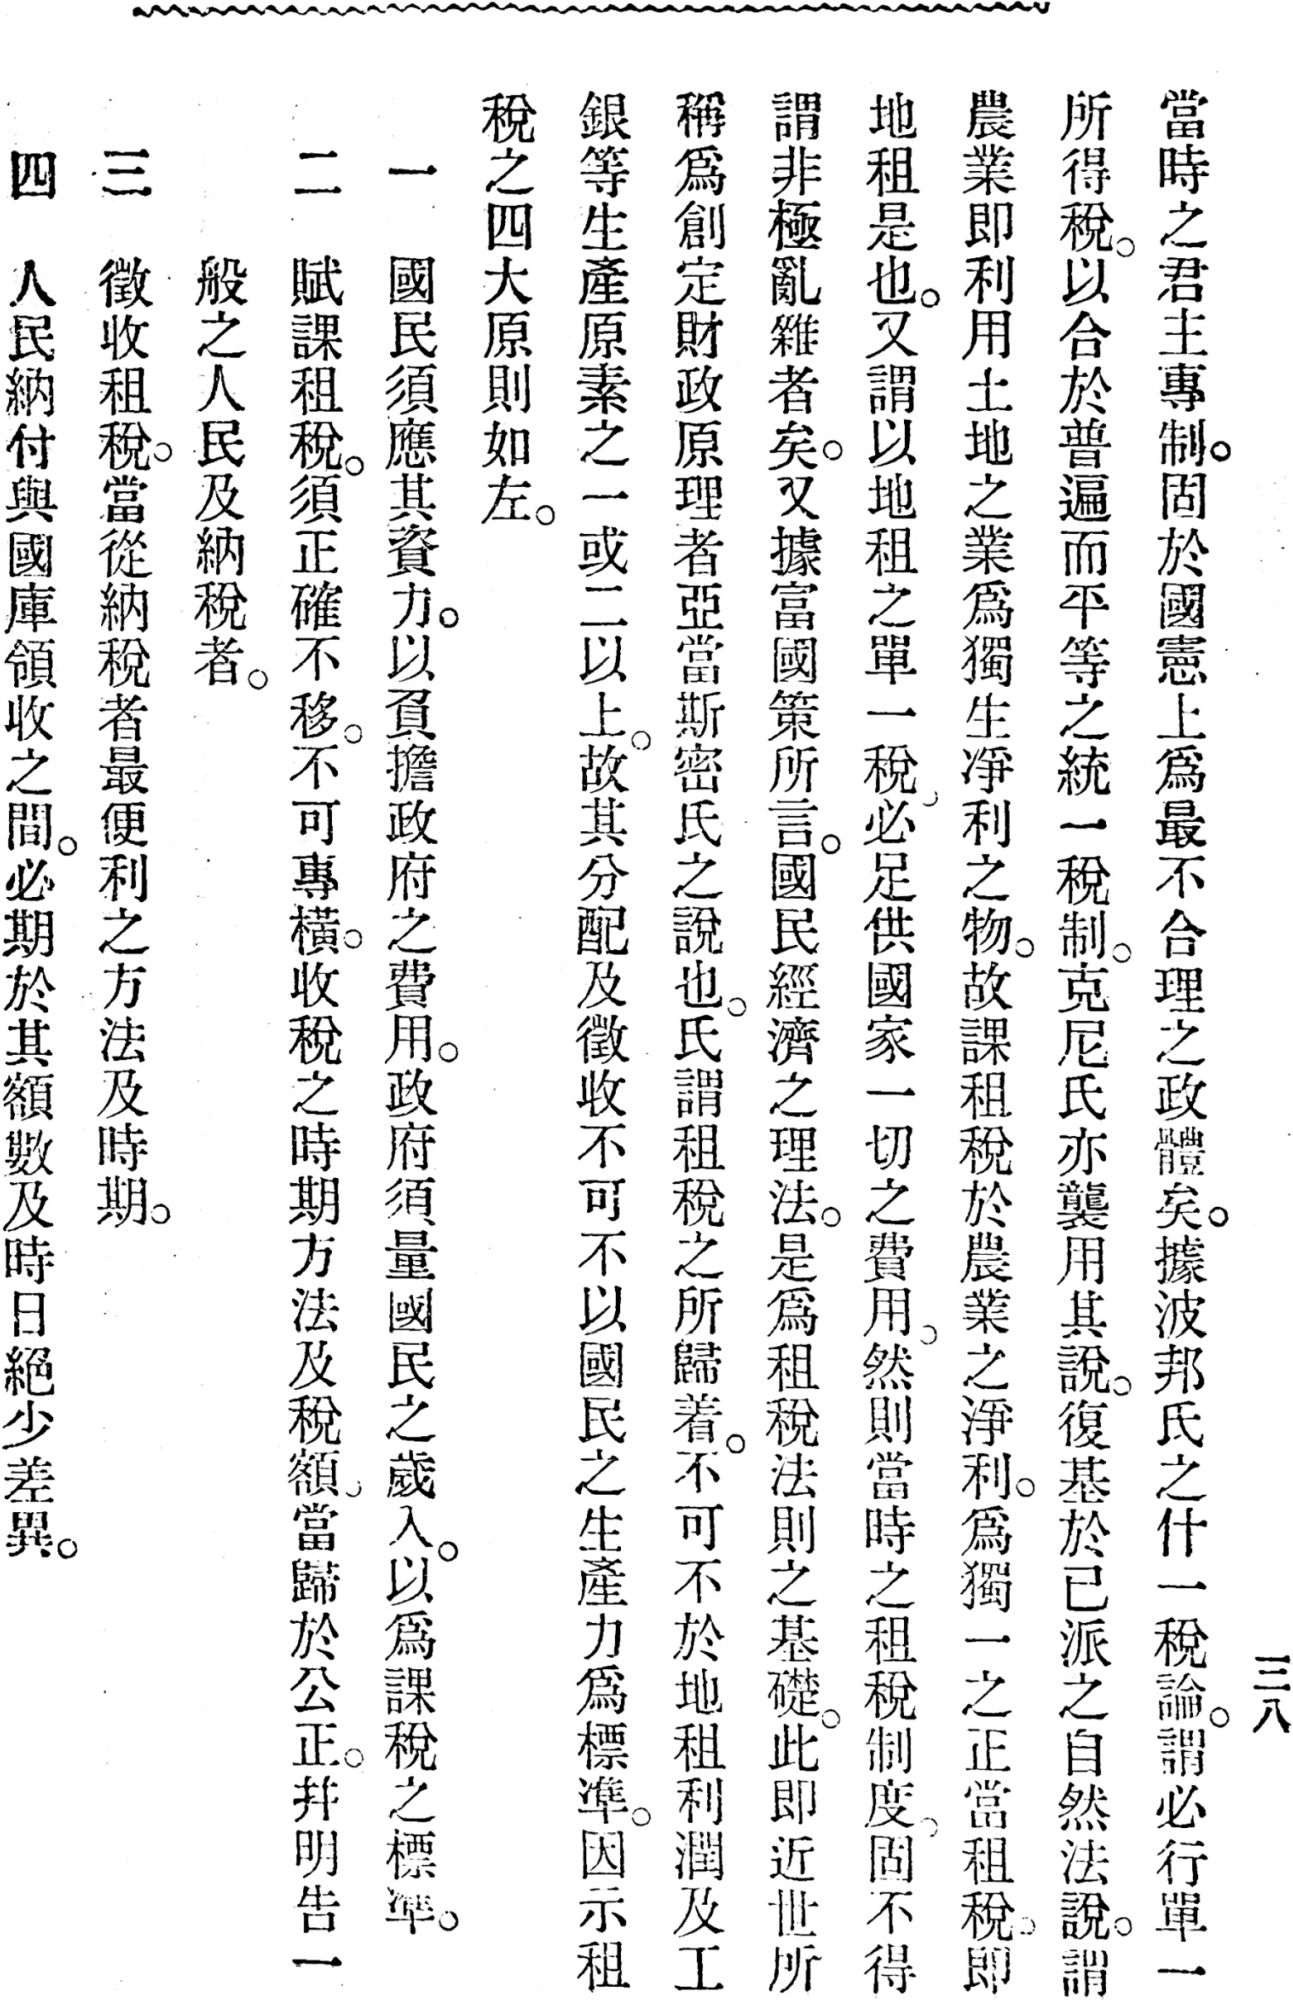 三八
當時之君主專制。固於國憲上爲最不合理之政體矣。據波邦氏之什一稅論。謂必行單一
所得稅。以合於普遍而平等之統一稅制。克尼氏亦襲用其說。復基於已派之自然法說。謂
農業即利用土地之業爲獨生凈利之物。故課租稅於農業之淨利。爲獨一之正當租稅。即
地租是也。又謂以地租之單一稅。必足供國家一切之費用。然則當時之租稅制度。固不得
謂非極亂雜者矣。又據富國策所言。國民經濟之理法。是爲租稅法則之基礎。此即近世所
稱爲創定財政原理者亞當斯密氏之說也。氏謂租稅之所歸着。不可不於地租利潤及工
銀等生產原素之一或二以上。故其分配及徵收不可不以國民之生產力爲標準。因示租
稅之四大原則如左。
一　國民須應其資力。以負擔政府之費用。政府須量國民之歲入。以爲課稅之標準。
二　賦課租稅。須正確不移。不可專橫。收稅之時期方法及稅額。當歸於公正。幷明告一
般之人民及納稅者。
三　徵收租稅。當從納稅者最便利之方法及時期。
四　人民納付與國庫領收之間。必期於其額數及時日絕少差異。